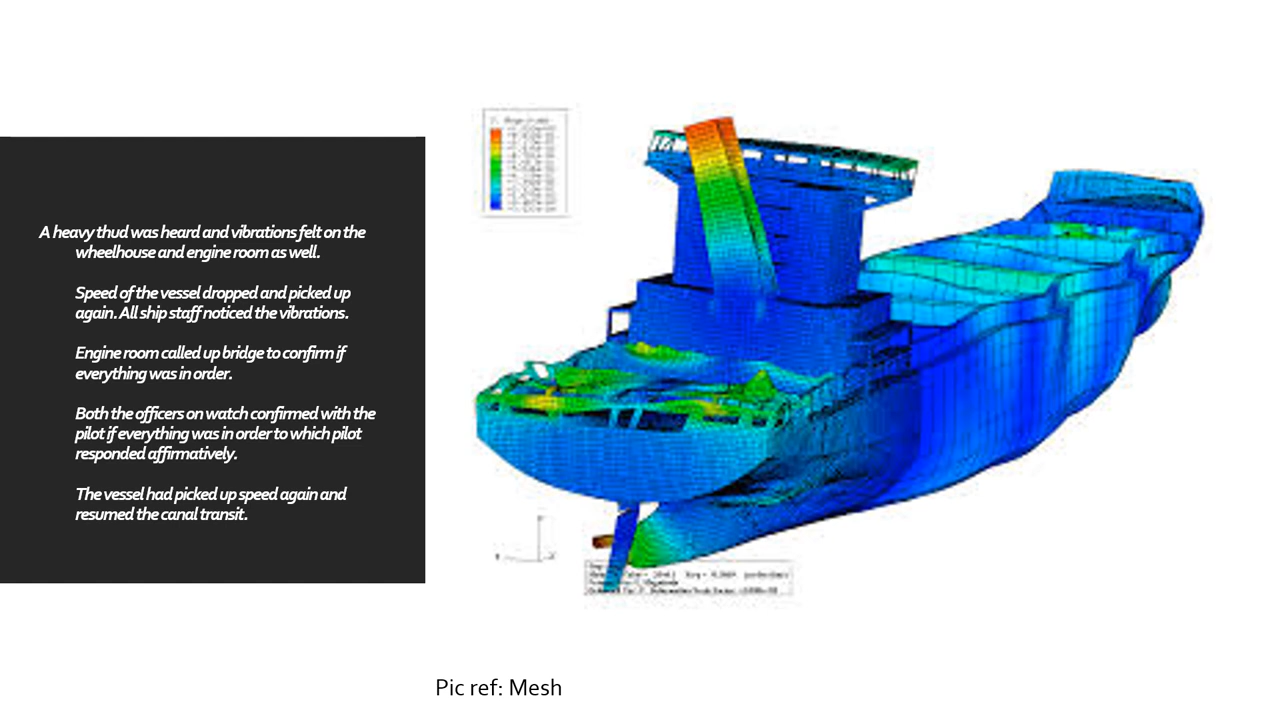 A heavy thud was heard and vibrations felt on the
wheelhouse and engine room as well.
Speed of the vessel dropped and picked up
again. All ship staff noticed the vibrations.
Engine room called up bridge to confirm if
everything was in order.
Both the officers on watch confirmed with the
pilot if everything was in order to which pilot
responded affirmatively.
The vessel had picked up speed again and
resumed the canal transit.
Pic ref: Mesh